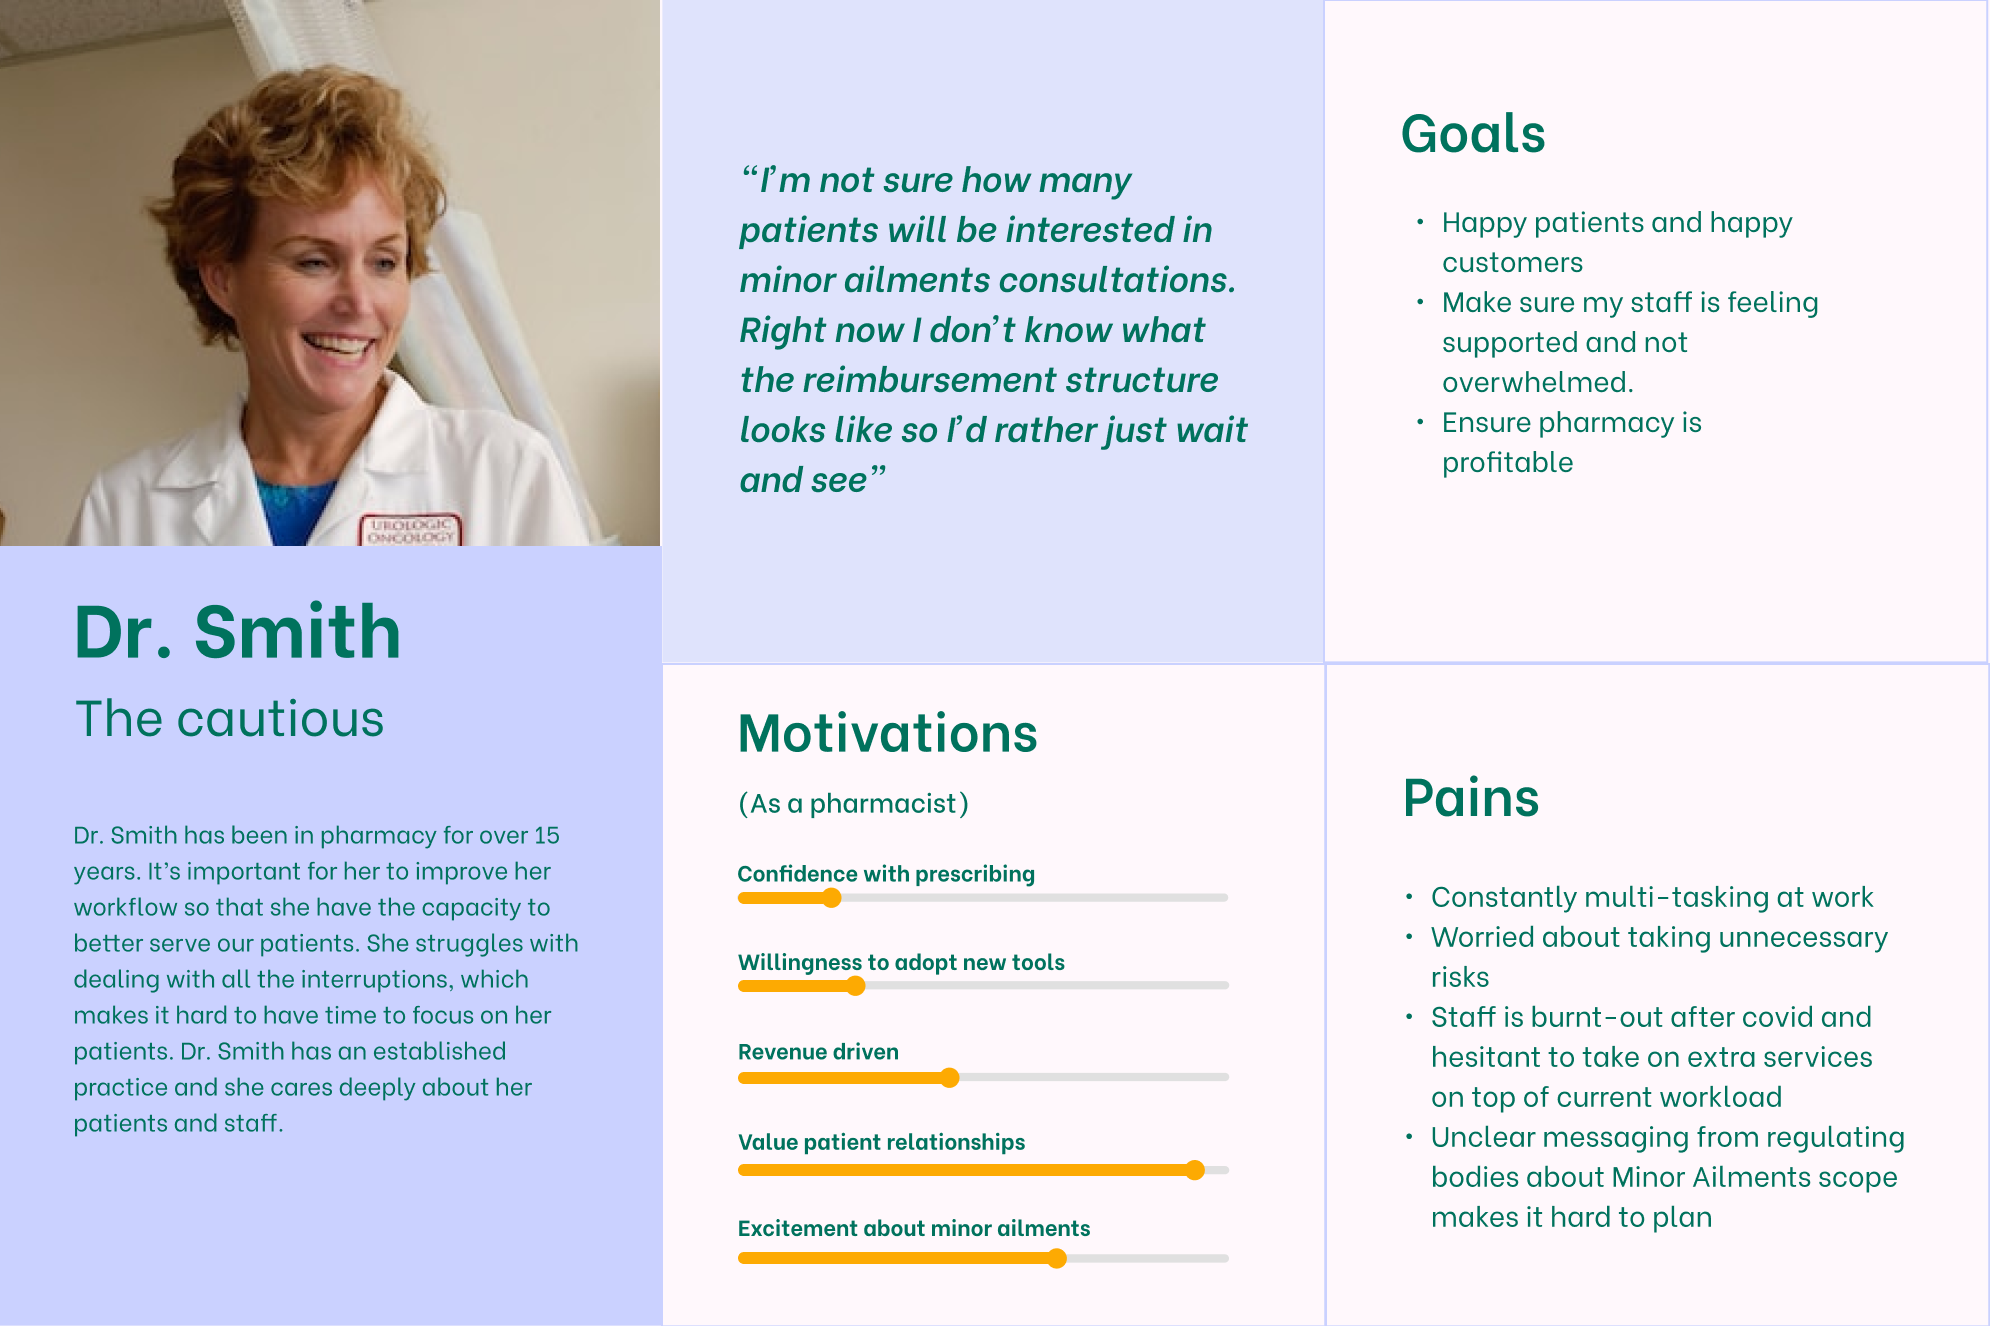 UROLOGIC
ONCOLOGY
Dr. Smith
The cautious
Dr. Smith has been in pharmacy for over 15
years. It’s important for her to improve her
workflow so that she have the capacity to
better serve our patients. She struggles with
dealing with all the interruptions, which
makes it hard to have time to focus on her
patients. Dr. Smith has an established
practice and she cares deeply about her
patients and staff.
“I’m not sure how many
patients will be interested in
minor ailments consultations.
Right now I don’t know what
the reimbursement structure
looks like so I’d rather just wait
and see”
Goals
• Happy patients and happy
customers
• Make sure my staff is feeling
supported and not
overwhelmed.
• Ensure pharmacy is
profitable
Motivations
(As a pharmacist)
Confidence with prescribing
Willingness to adopt new tools
Revenue driven
Value patient relationships
Excitement about minor ailments
Pains
• Constantly multi-tasking at work
• Worried about taking unnecessary
risks
• Staff is burnt-out after covid and
hesitant to take on extra services
on top of current workload
• Unclear messaging from regulating
bodies about Minor Ailments scope
makes it hard to plan